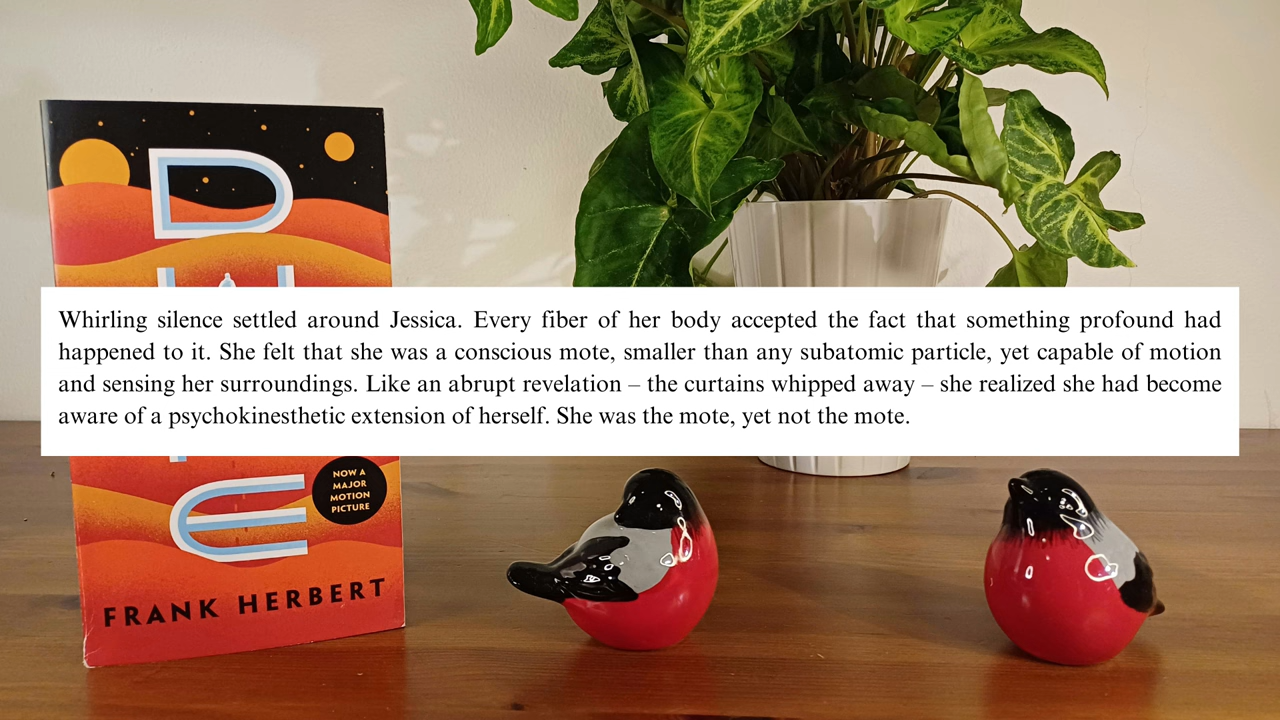 D
Whirling silence settled around Jessica. Every fiber of her body accepted the fact that something profound had
happened to it. She felt that she was a conscious mote, smaller than any subatomic particle, yet capable of motion
and sensing her surroundings. Like an abrupt revelation – the curtains whipped away – she realized she had become
aware of a psychokinesthetic extension of herself. She was the mote, yet not the mote.
E
NOW A
MAJOR
MOTION
PICTURE
FRANK HERBERT